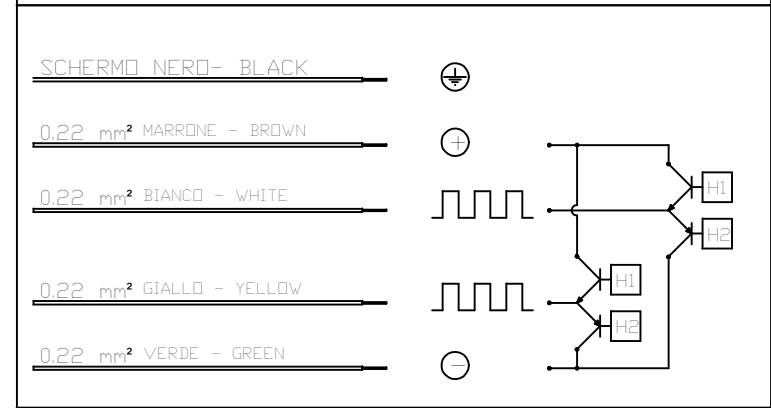 SCHERMO NERO- BLACK
0.22 mm² MARRONE - BROWN
+
H1
0.22 mm² BIANCO - WHITE
H2
H1
0.22 mm² GIALLO - YELLOW
H2
0.22 mm² VERDE - GREEN
-